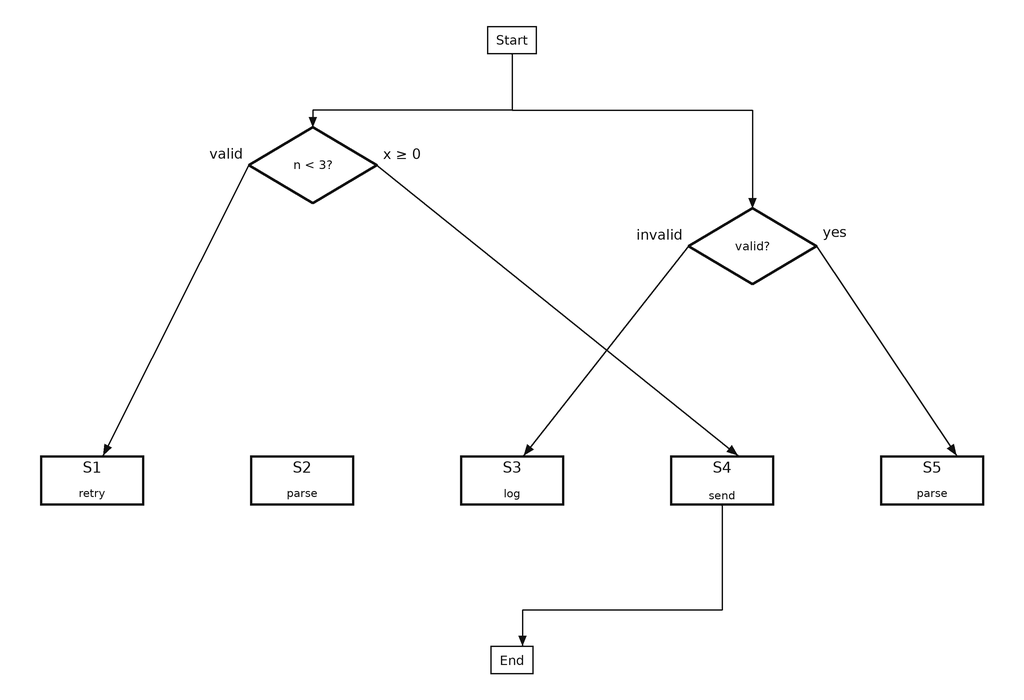 Start
valid
n < 3?
x ≥ 0
invalid
valid?
yes
S1
retry
S2
parse
S3
log
S4
send
S5
parse
End